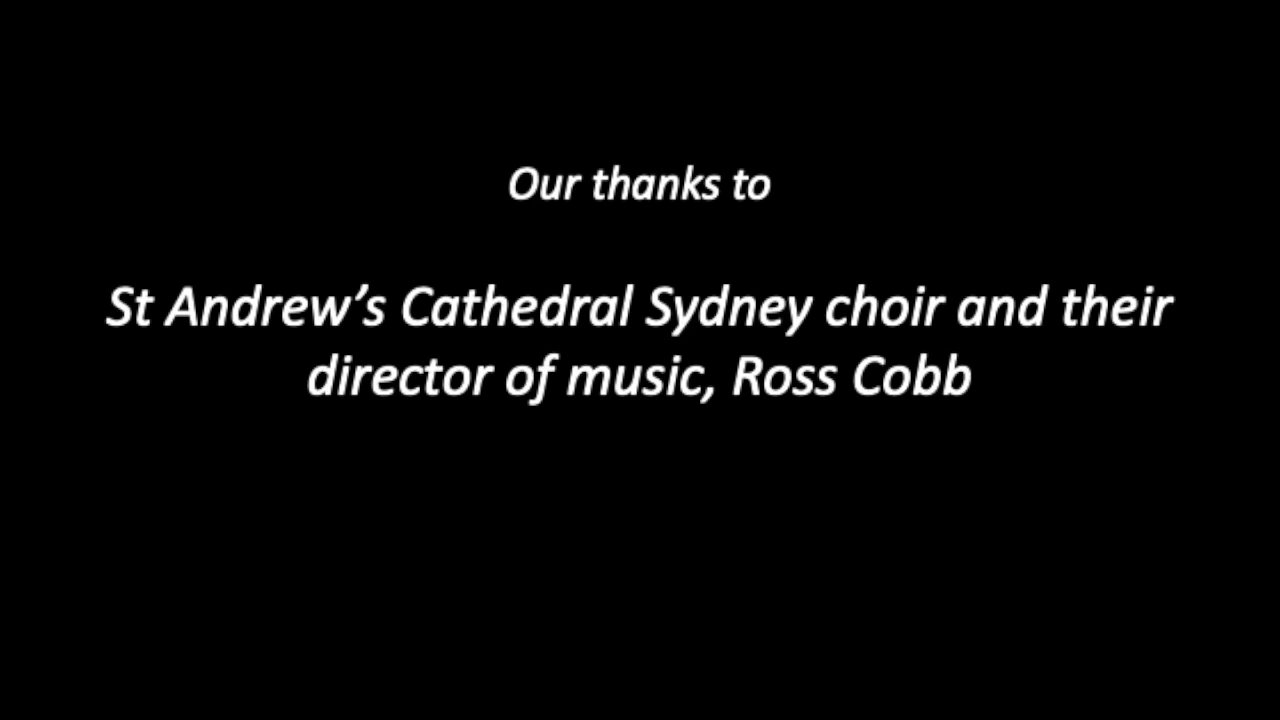 Our thanks to
St Andrew’s Cathedral Sydney choir and their
director of music, Ross Cobb